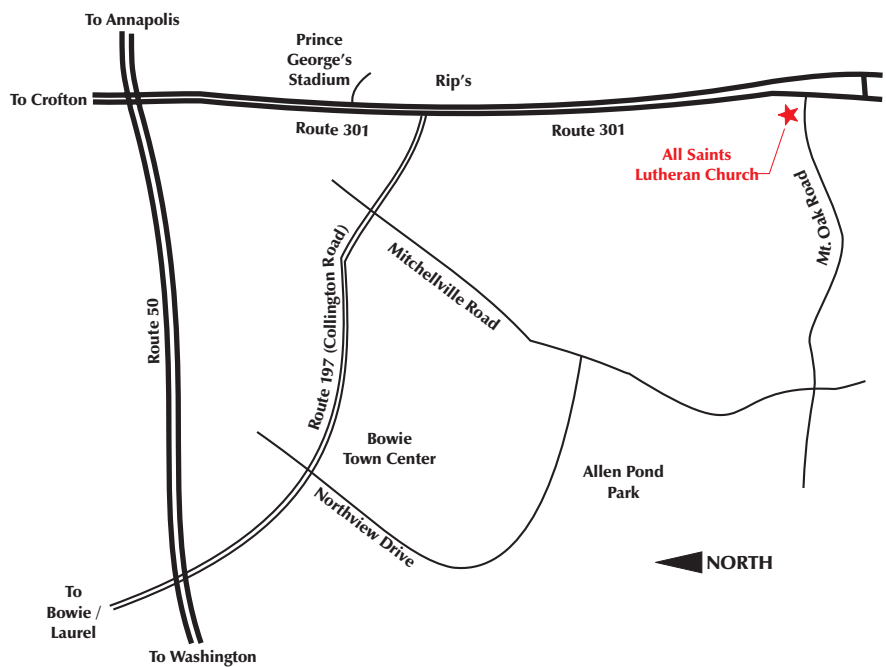 To Annapolis
Prince
George's
Stadium
Rip's
To Crofton
Route 301
Route 301
All Saints
Lutheran Church
Mt. Oak Road
Mitchellville Road
Route 197 (Collington Road)
Route 50
Bowie
Town Center
Allen Pond
Park
Northview Drive
NORTH
To
Bowie /
Laurel
To Washington